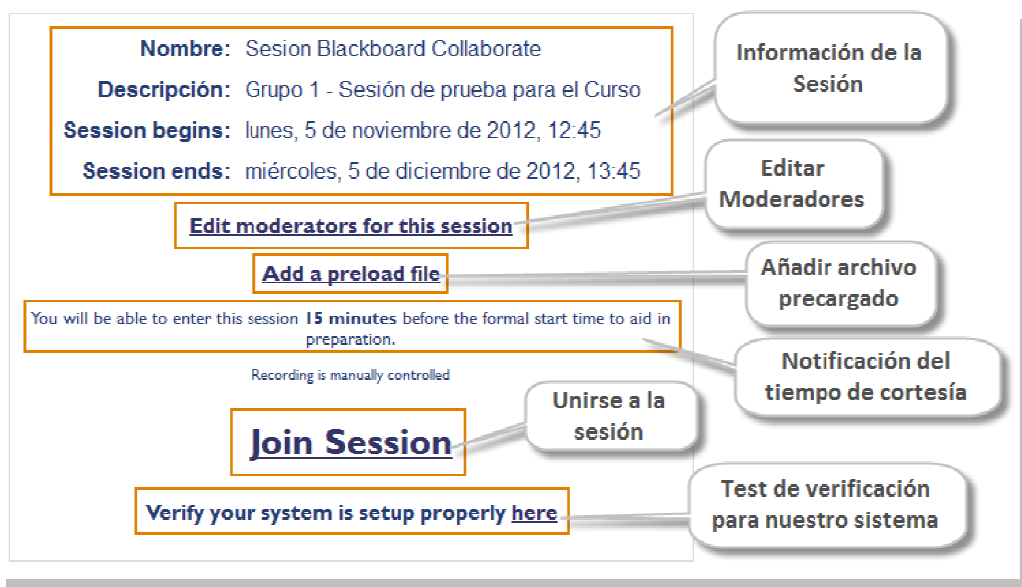 Nombre: Sesion Blackboard Collaborate
Descripción: Grupo 1 - Sesión de prueba para el Curso
Session begins: lunes, 5 de noviembre de 2012, 12:45
Session ends: miércoles, 5 de diciembre de 2012, 13:45
Información de la
Sesión
Edit moderators for this session
Editar
Moderadores
Add a preload file
Añadir archivo
precargado
You will be able to enter this session 15 minutes before the formal start time to aid in
preparation.
Notificación del
tiempo de cortesía
Recording is manually controlled
Join Session
Unirse a la
sesión
Verify your system is setup properly here
Test de verificación
para nuestro sistema